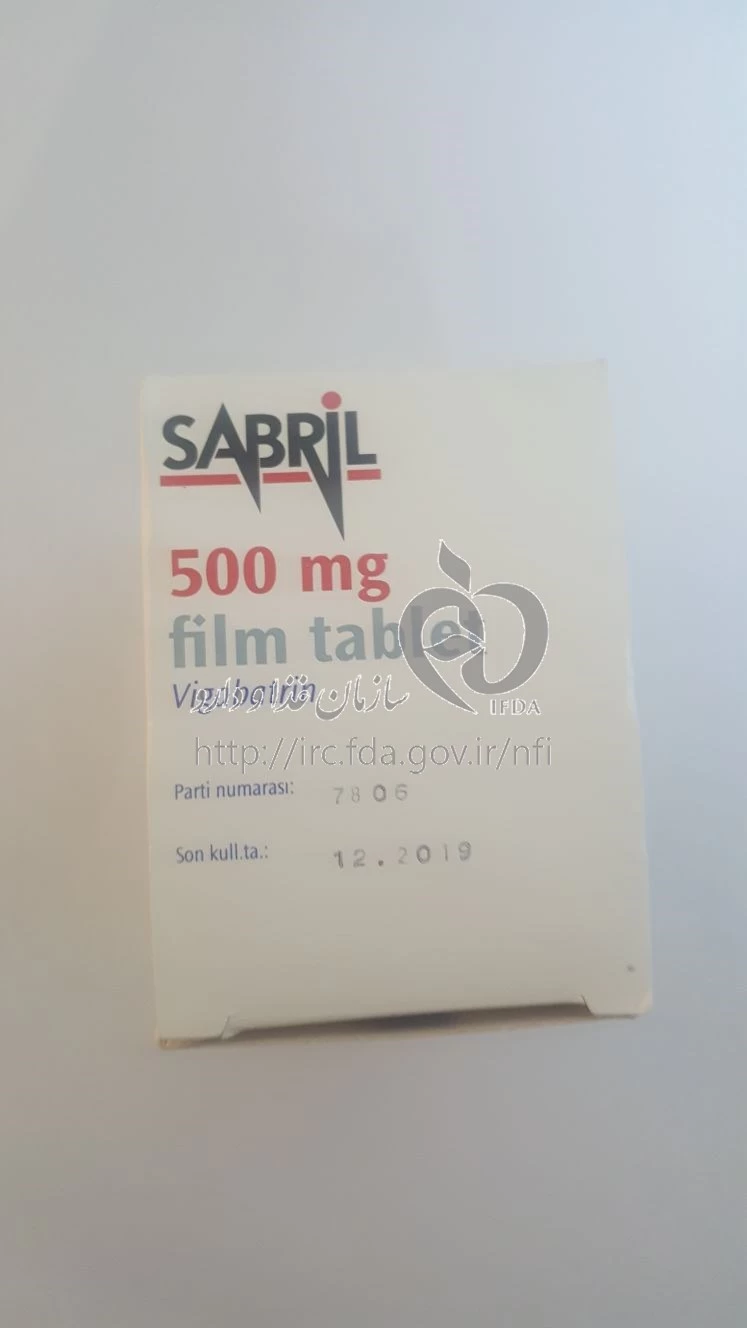 SABRIL
500 mg
film tablet
Vigabatrin
سازمان غذا و دارو
IFDA
http://irc.fda.gov.ir/nfi
Parti numarası: 7806
Son kull.ta.: 12.2019